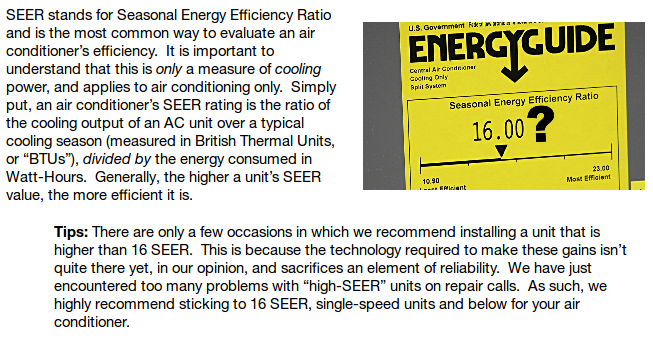 SEER stands for Seasonal Energy Efficiency Ratio
and is the most common way to evaluate an air
conditioner's efficiency.  It is important to
understand that this is only a measure of cooling
power, and applies to air conditioning only.  Simply
put, an air conditioner's SEER rating is the ratio of
the cooling output of an AC unit over a typical
cooling season (measured in British Thermal Units,
or “BTUs”), divided by the energy consumed in
Watt-Hours.  Generally, the higher a unit's SEER
value, the more efficient it is.
U.S. Government
ENERGYGUIDE
Central Air Conditioner
Cooling Only
Split System
Seasonal Energy Efficiency Ratio
16.00?
10.90
Least Efficient
23.00
Most Efficient
Tips: There are only a few occasions in which we recommend installing a unit that is
higher than 16 SEER.  This is because the technology required to make these gains isn't
quite there yet, in our opinion, and sacrifices an element of reliability.  We have just
encountered too many problems with “high-SEER” units on repair calls.  As such, we
highly recommend sticking to 16 SEER, single-speed units and below for your air
conditioner.